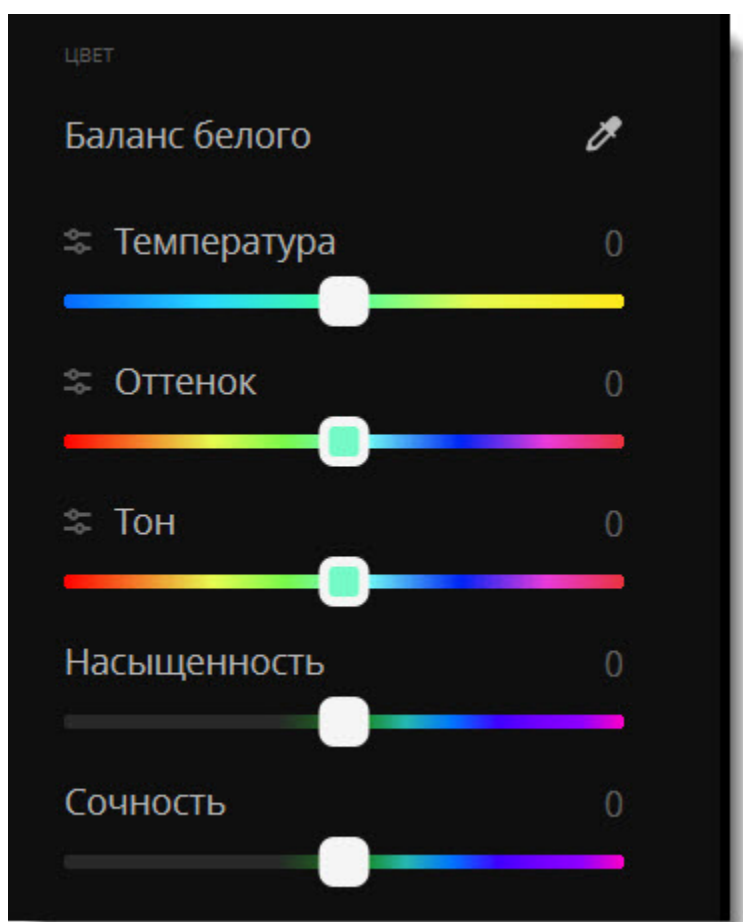 ЦВЕТ
Баланс белого
Температура 0
Оттенок 0
Тон 0
Насыщенность 0
Сочность 0